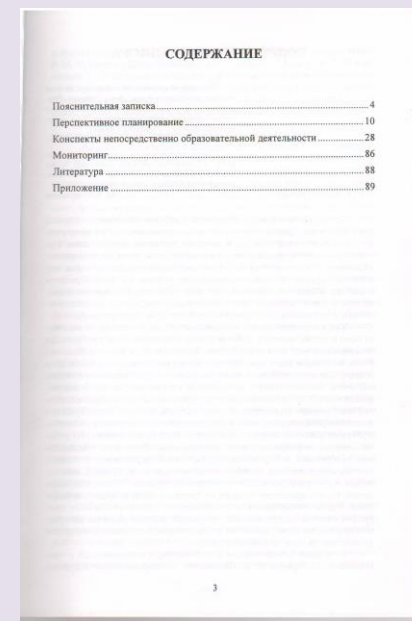 СОДЕРЖАНИЕ
Пояснительная записка 4
Перспективное планирование 10
Конспекты непосредственно образовательной деятельности 28
Мониторинг 86
Литература 88
Приложение 89
3